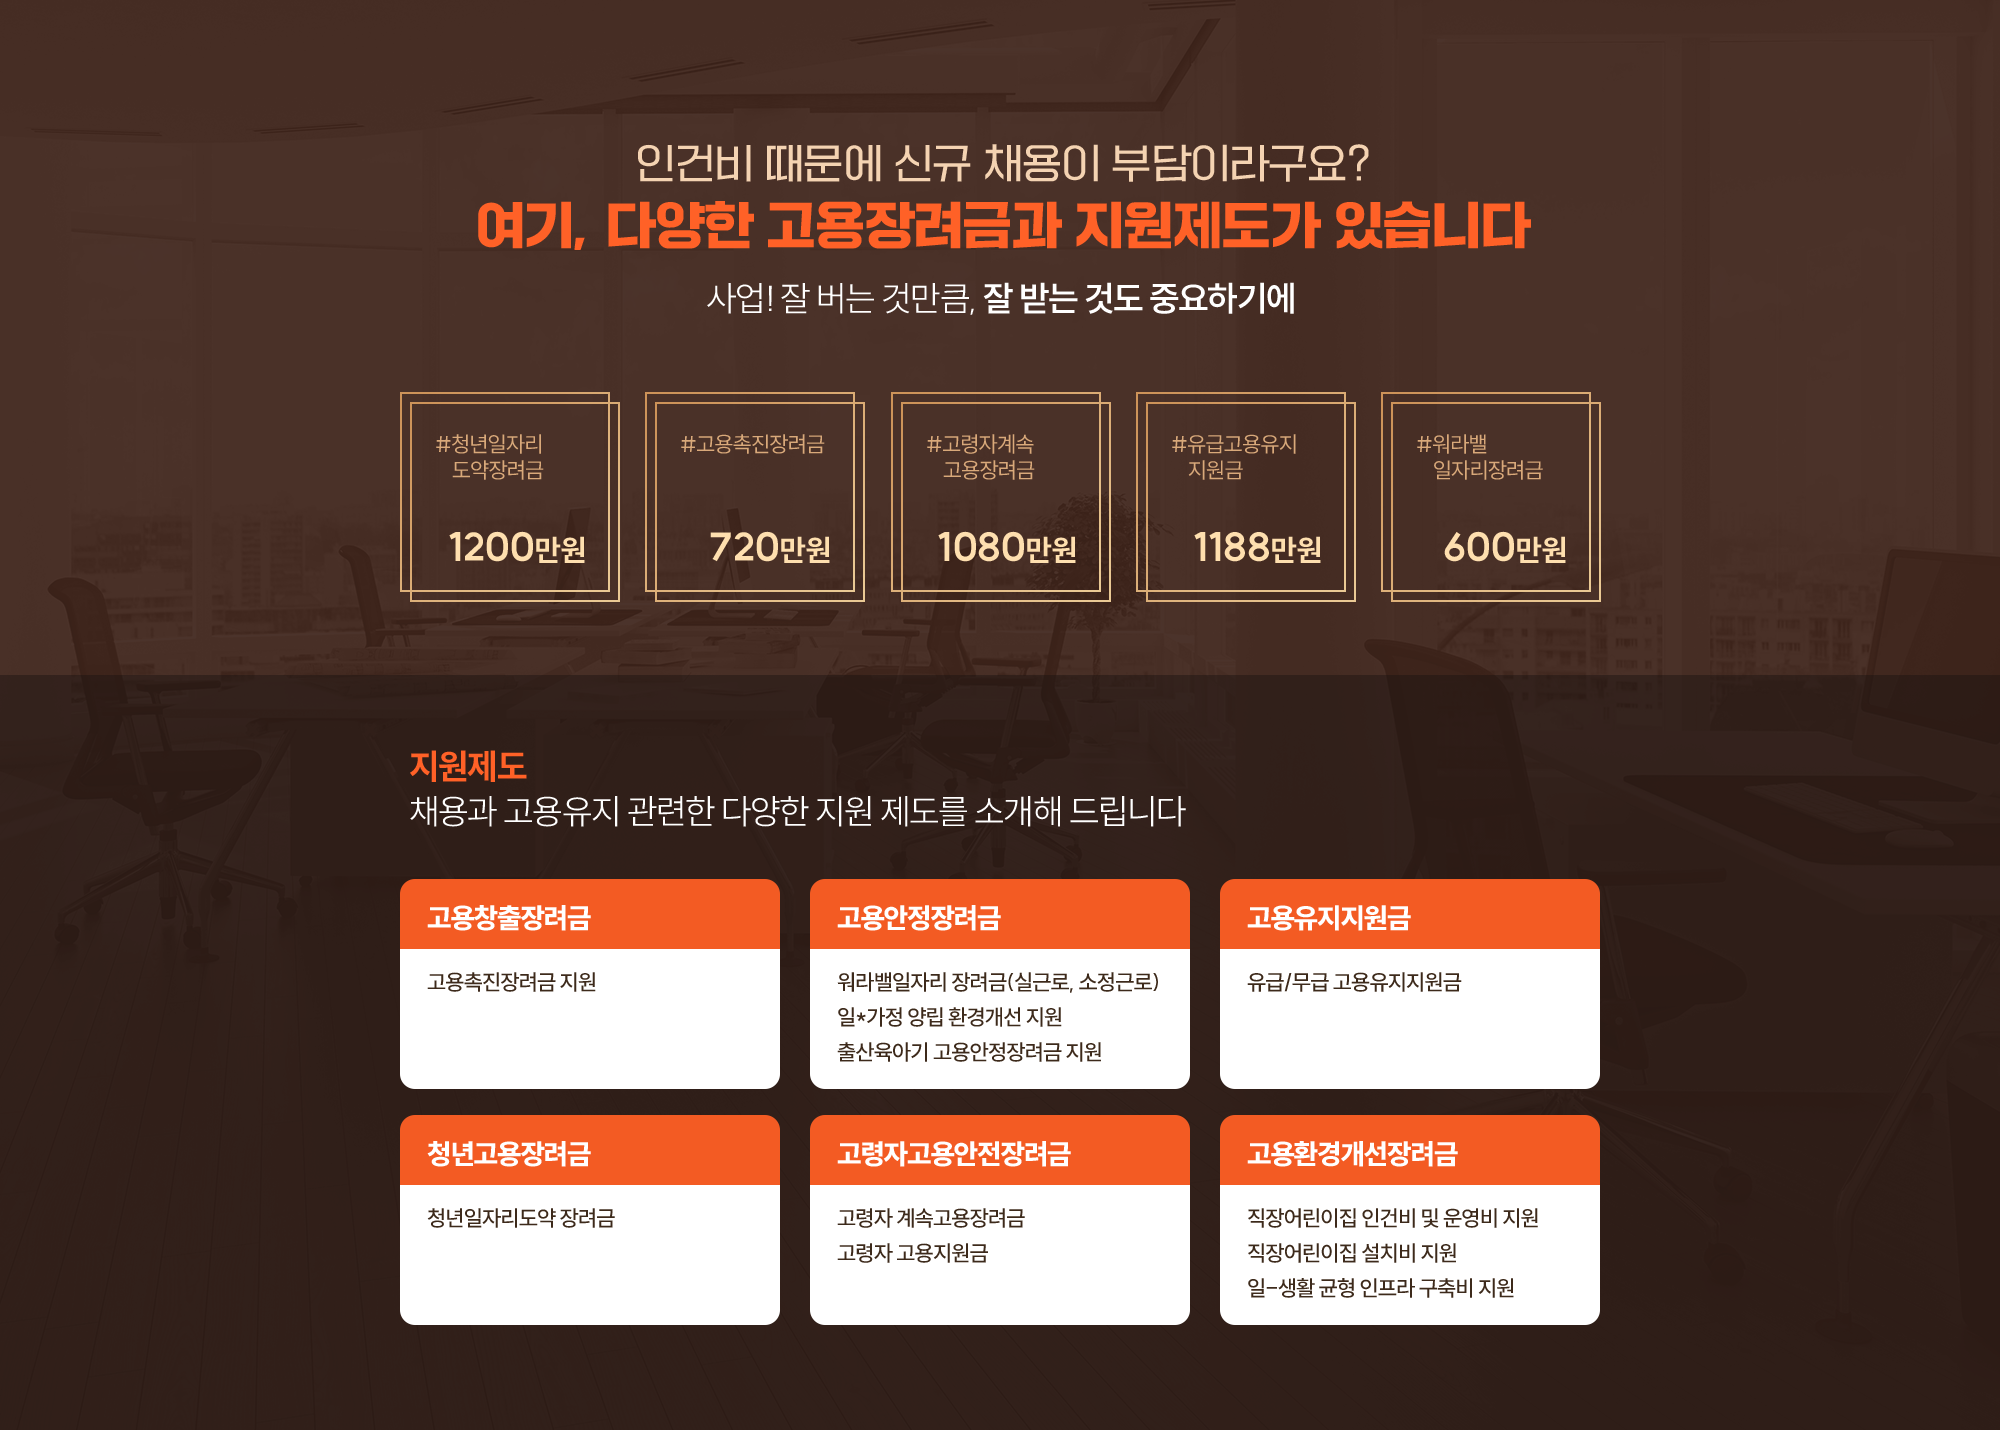 인건비 때문에 신규 채용이 부담이라구요?
여기, 다양한 고용장려금과 지원제도가 있습니다
사업! 잘 버는 것만큼, 잘 받는 것도 중요하기에
#청년일자리
도약장려금
1200만원
#고용촉진장려금
720만원
#고령자계속
고용장려금
1080만원
#유급고용유지
지원금
1188만원
#워라밸
일자리장려금
600만원
지원제도
채용과 고용유지 관련한 다양한 지원 제도를 소개해 드립니다
고용창출장려금
고용촉진장려금 지원
고용안정장려금
워라밸일자리 장려금(실근로, 소정근로)
일*가정 양립 환경개선 지원
출산육아기 고용안정장려금 지원
고용유지지원금
유급/무급 고용유지지원금
청년고용장려금
청년일자리도약 장려금
고령자고용안전장려금
고령자 계속고용장려금
고령자 고용지원금
고용환경개선장려금
직장어린이집 인건비 및 운영비 지원
직장어린이집 설치비 지원
일-생활 균형 인프라 구축비 지원